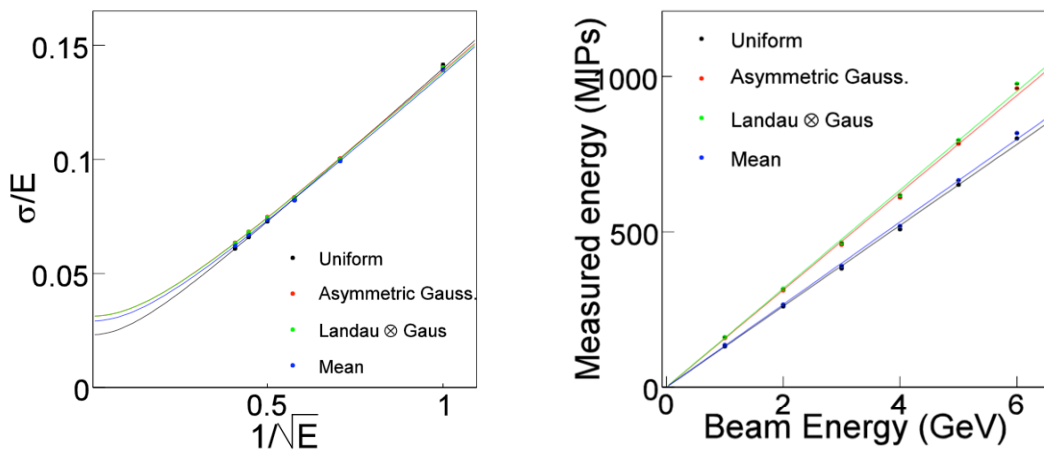 0.15
0.1
0.05
0
σ/E
Uniform
Asymmetric Gauss.
Landau ⊗ Gaus
Mean
0.5
1
1/√E
1000
500
0
Measured energy (MIPs)
Uniform
Asymmetric Gauss.
Landau ⊗ Gaus
Mean
0
2
4
6
Beam Energy (GeV)